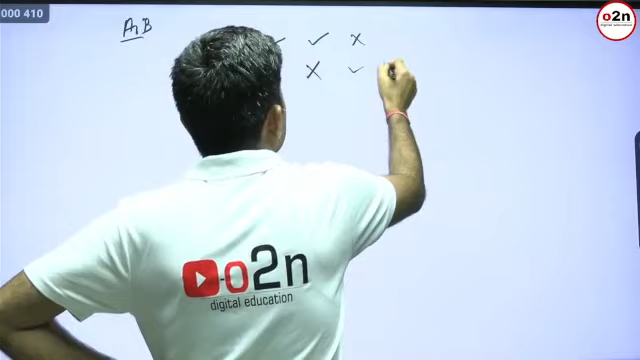 000 410
A∩B
✓ ✓ ✗
✗ ✓
o2n
digital education
o2n
digital education